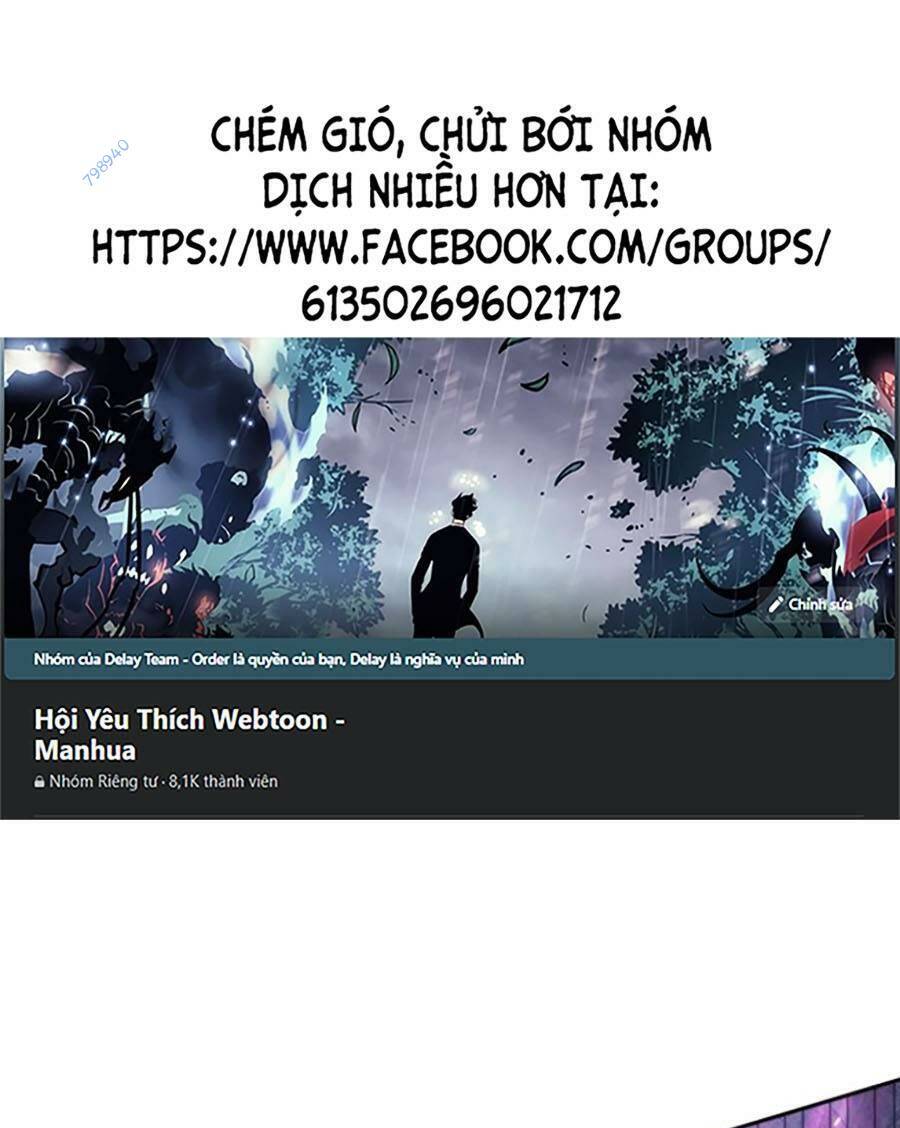 798940
CHÉM GIÓ, CHỬI BỚI NHÓM
DỊCH NHIỀU HƠN TẠI:
HTTPS://WWW.FACEBOOK.COM/GROUPS/
613502696021712
Chỉnh sửa
Nhóm của Delay Team - Order là quyền của bạn, Delay là nghĩa vụ của mình
Hội Yêu Thích Webtoon -
Manhua
Nhóm Riêng tư · 8,1K thành viên